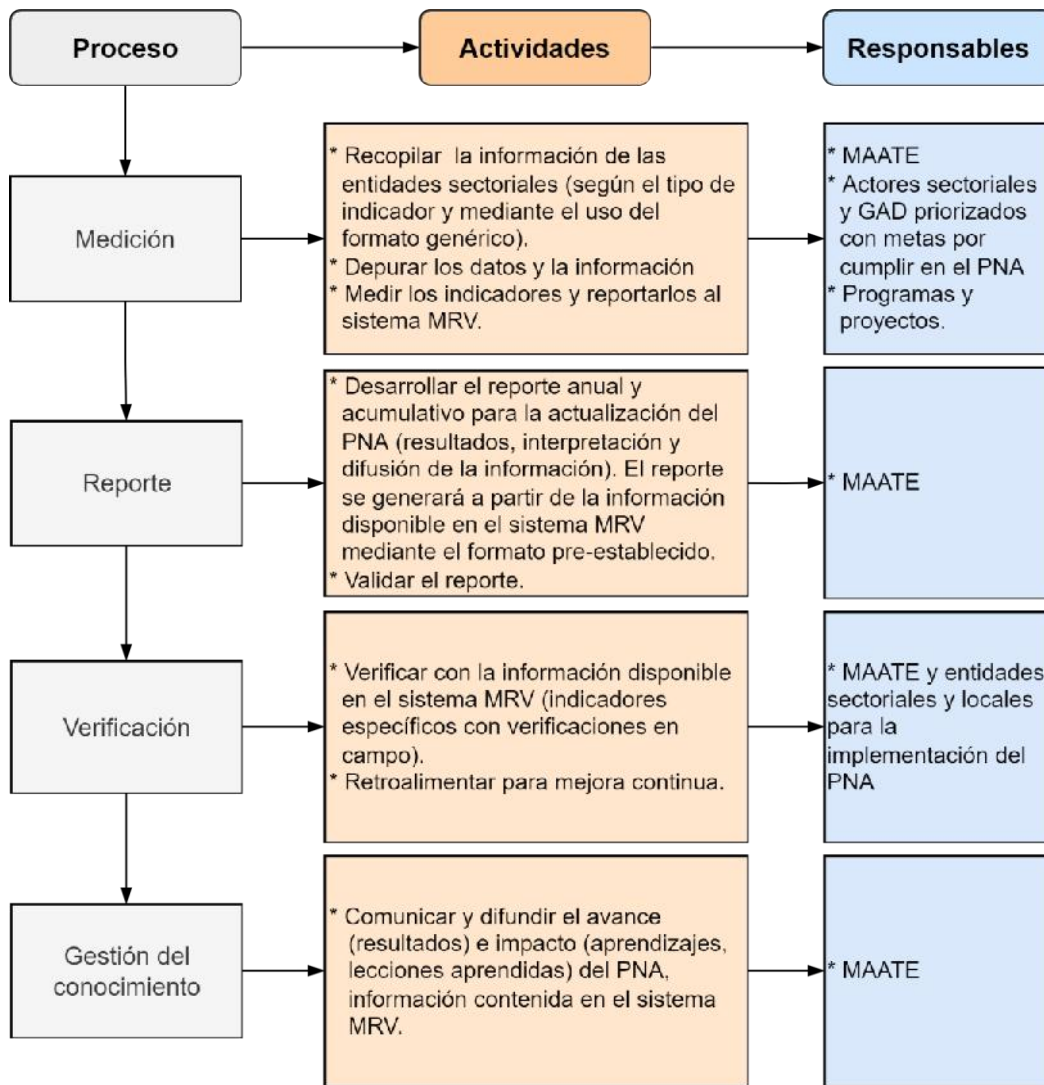 Proceso
Actividades
Responsables
Medición
* Recopilar la información de las
entidades sectoriales (según el tipo de
indicador y mediante el uso del
formato genérico).
* Depurar los datos y la información
* Medir los indicadores y reportarlos al
sistema MRV.
* MAATE
* Actores sectoriales
y GAD priorizados
con metas por
cumplir en el PNA
* Programas y
proyectos.
Reporte
* Desarrollar el reporte anual y
acumulativo para la actualización del
PNA (resultados, interpretación y
difusión de la información). El reporte
se generará a partir de la información
disponible en el sistema MRV
mediante el formato pre-establecido.
* Validar el reporte.
* MAATE
Verificación
* Verificar con la información disponible
en el sistema MRV (indicadores
específicos con verificaciones en
campo).
* Retroalimentar para mejora continua.
* MAATE y entidades
sectoriales y locales
para la
implementación del
PNA
Gestión del
conocimiento
* Comunicar y difundir el avance
(resultados) e impacto (aprendizajes,
lecciones aprendidas) del PNA,
información contenida en el sistema
MRV.
* MAATE